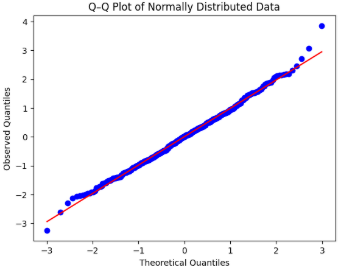 Q–Q Plot of Normally Distributed Data
4
3
2
1
0
−1
−2
−3
Observed Quantiles
−3 −2 −1 0 1 2 3
Theoretical Quantiles